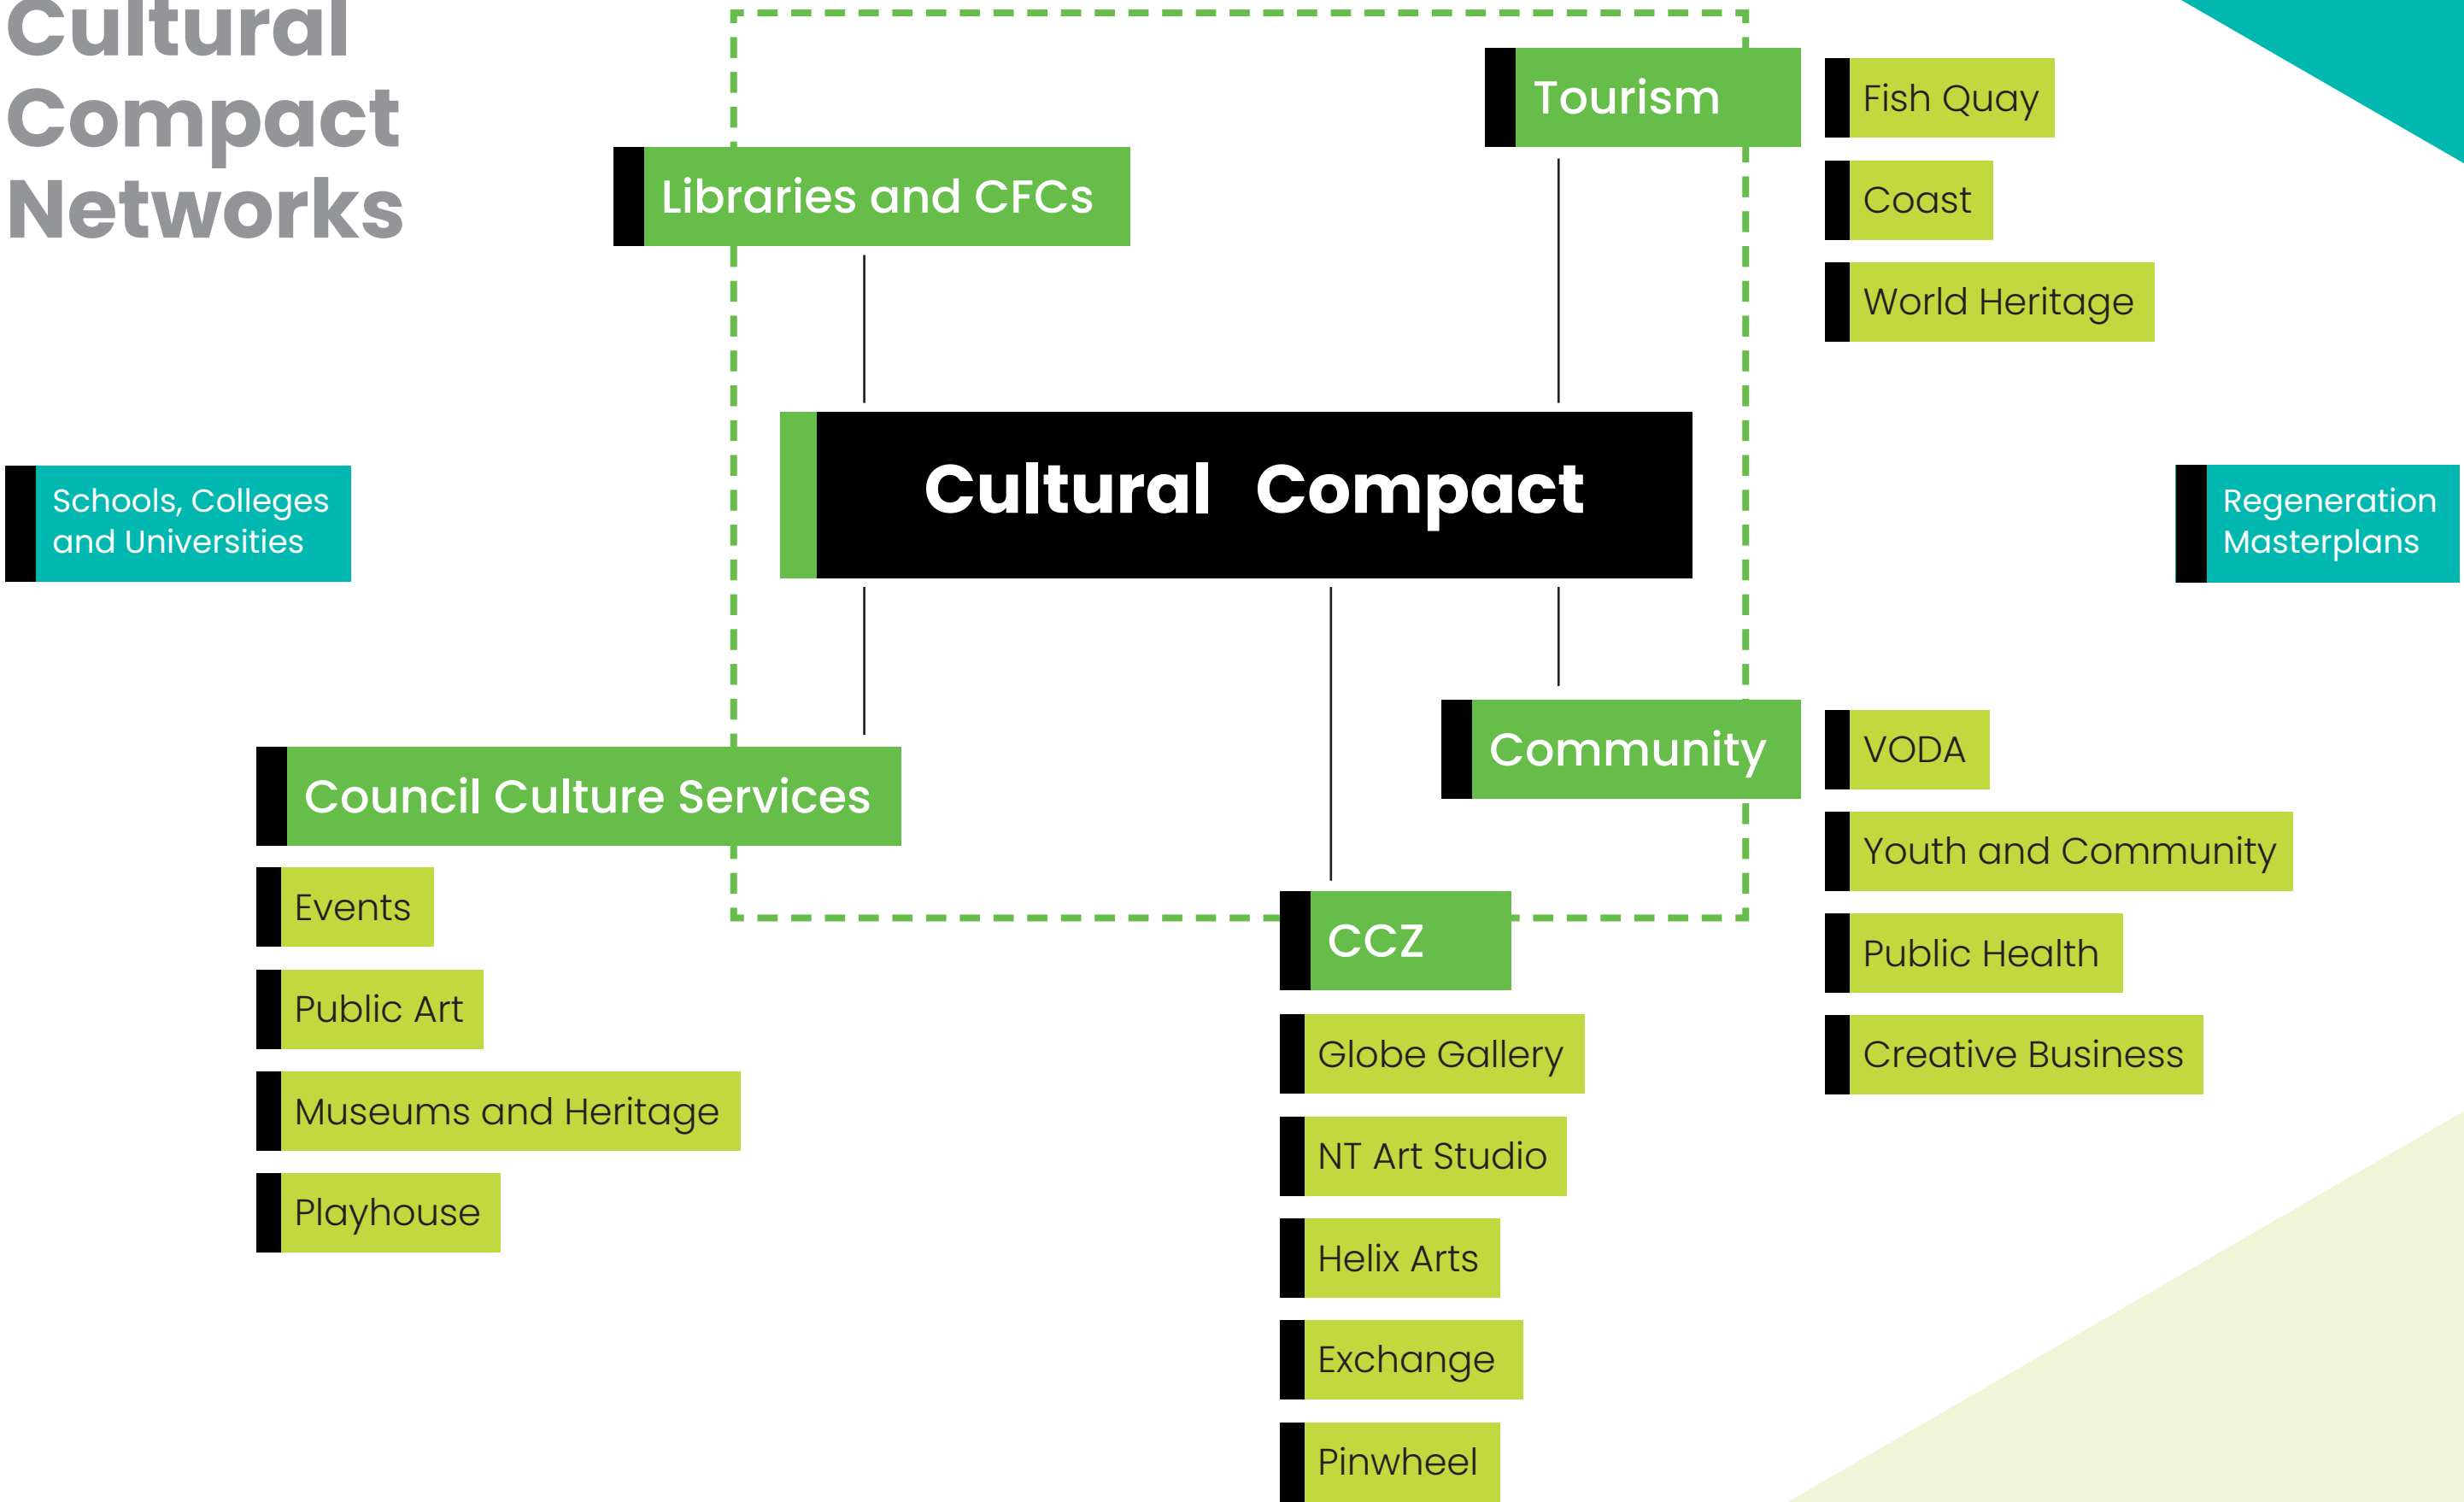 Cultural
Compact
Networks
Tourism
Fish Quay
Coast
World Heritage
Libraries and CFCs
Cultural Compact
Schools, Colleges
and Universities
Regeneration
Masterplans
Council Culture Services
Events
Public Art
Museums and Heritage
Playhouse
Community
VODA
Youth and Community
Public Health
Creative Business
CCZ
Globe Gallery
NT Art Studio
Helix Arts
Exchange
Pinwheel